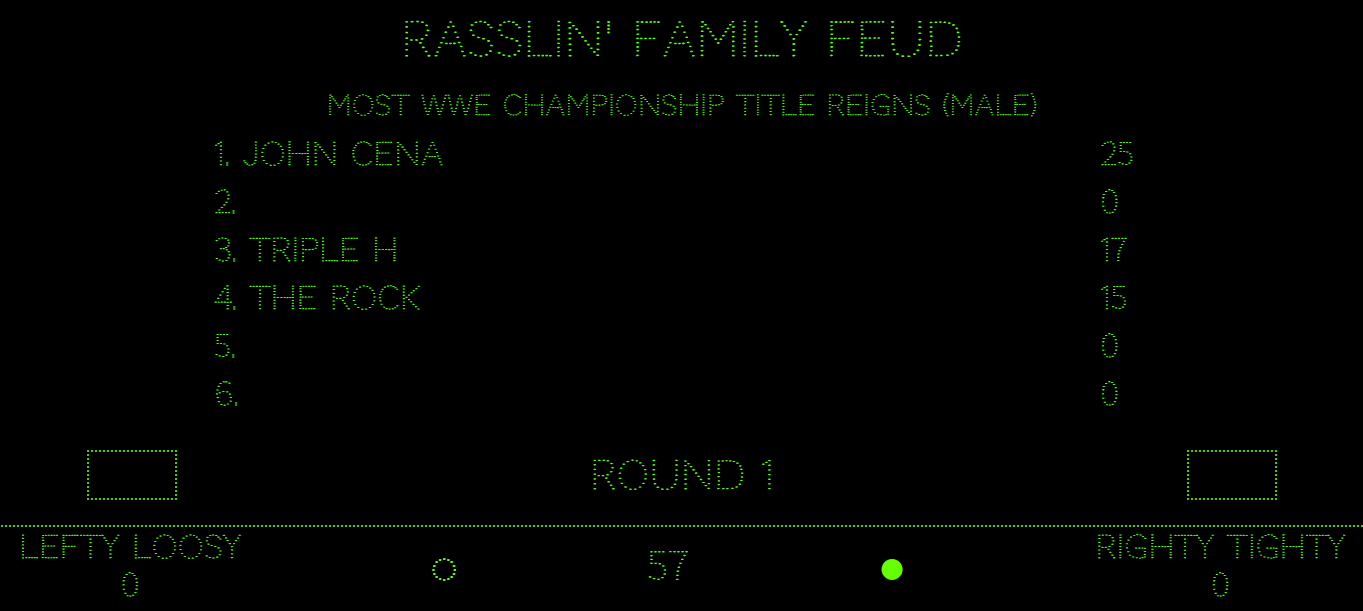 RASSLIN' FAMILY FEUD
MOST WWE CHAMPIONSHIP TITLE REIGNS (MALE)
1. JOHN CENA 25
2. 0
3. TRIPLE H 17
4. THE ROCK 15
5. 0
6. 0
ROUND 1
LEFTY LOOSY 57 RIGHTY TIGHTY
0 0